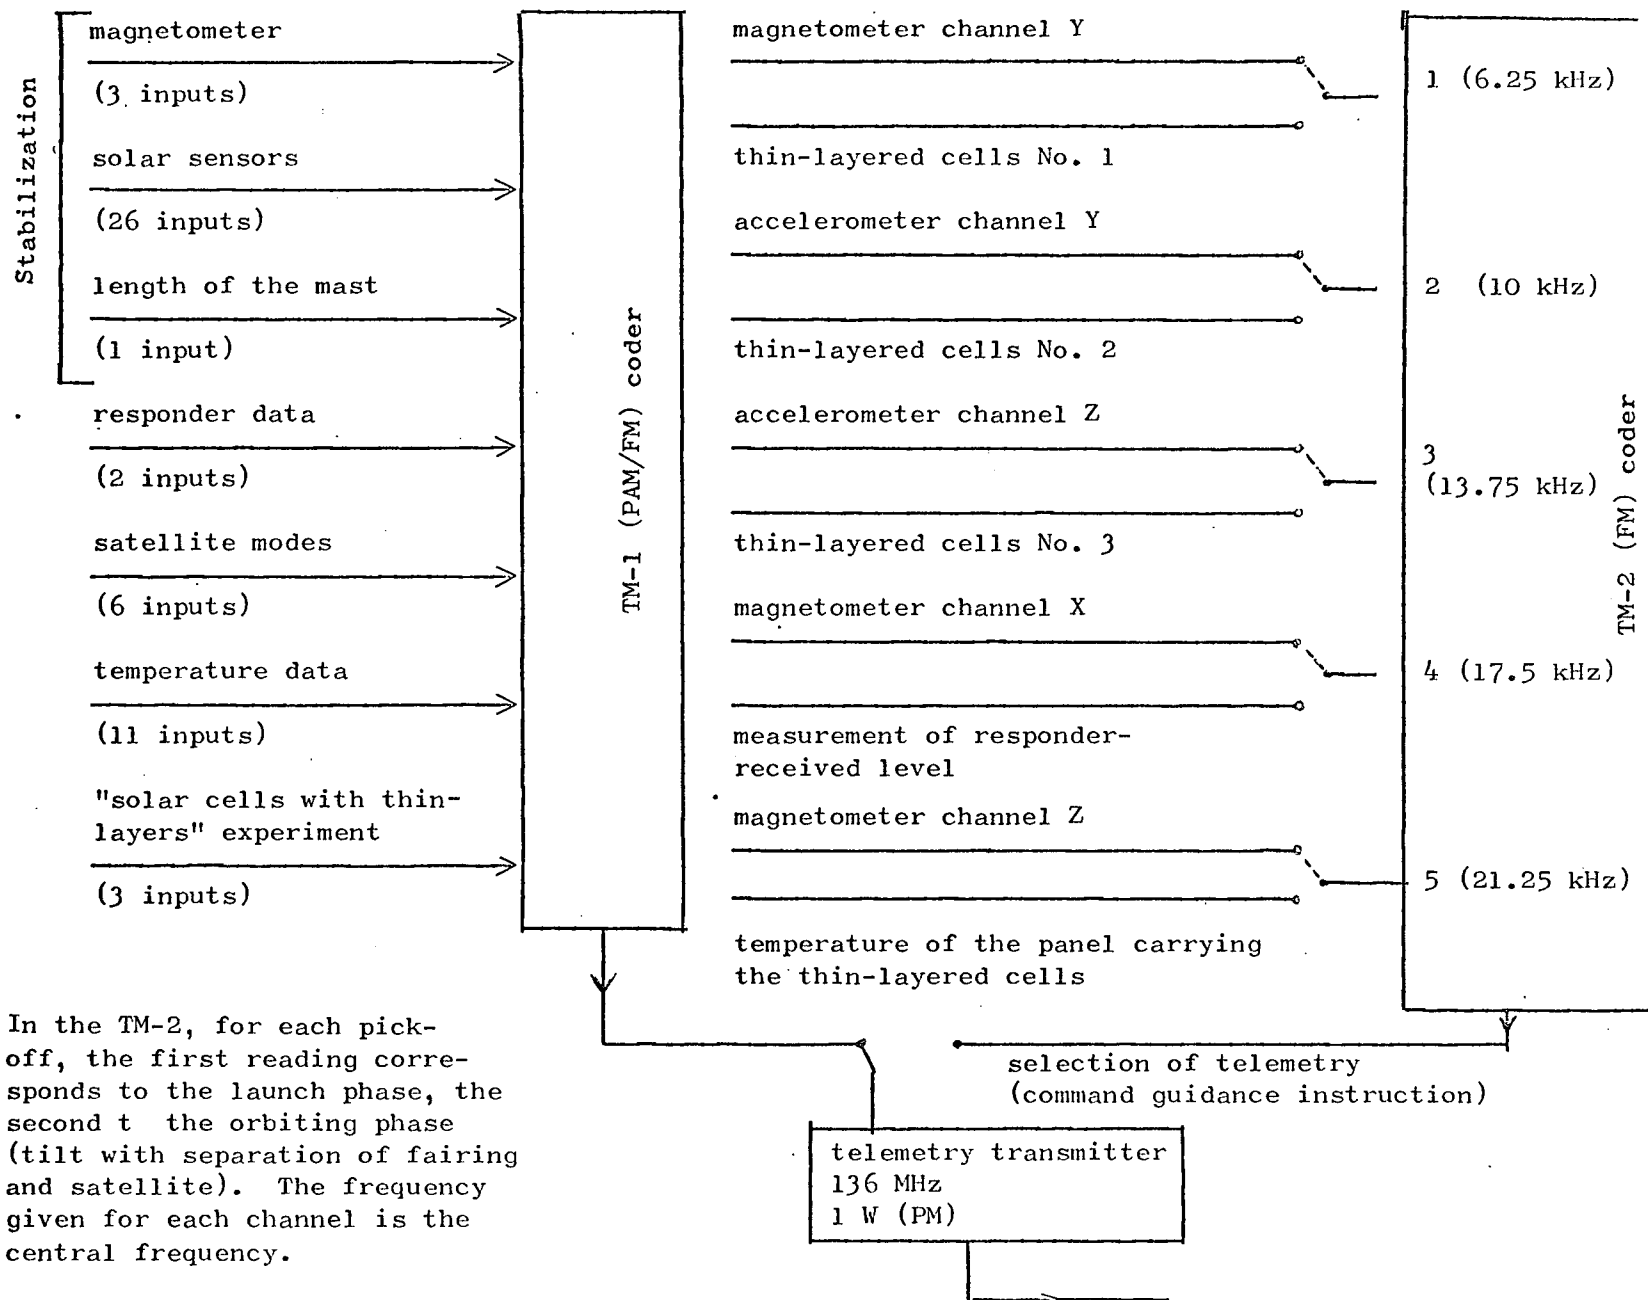 Stabilization
magnetometer
(3 inputs)
solar sensors
(26 inputs)
length of the mast
(1 input)
responder data
(2 inputs)
satellite modes
(6 inputs)
temperature data
(11 inputs)
"solar cells with thin-
layers" experiment
(3 inputs)
TM-1 (PAM/FM) coder
magnetometer channel Y
thin-layered cells No. 1
accelerometer channel Y
thin-layered cells No. 2
accelerometer channel Z
thin-layered cells No. 3
magnetometer channel X
measurement of responder-
received level
magnetometer channel Z
temperature of the panel carrying
the thin-layered cells
1 (6.25 kHz)
2 (10 kHz)
3
(13.75 kHz)
4 (17.5 kHz)
5 (21.25 kHz)
TM-2 (FM) coder
In the TM-2, for each pick-
off, the first reading corre-
sponds to the launch phase, the
second t the orbiting phase
(tilt with separation of fairing
and satellite). The frequency
given for each channel is the
central frequency.
selection of telemetry
(command guidance instruction)
telemetry transmitter
136 MHz
1 W (PM)